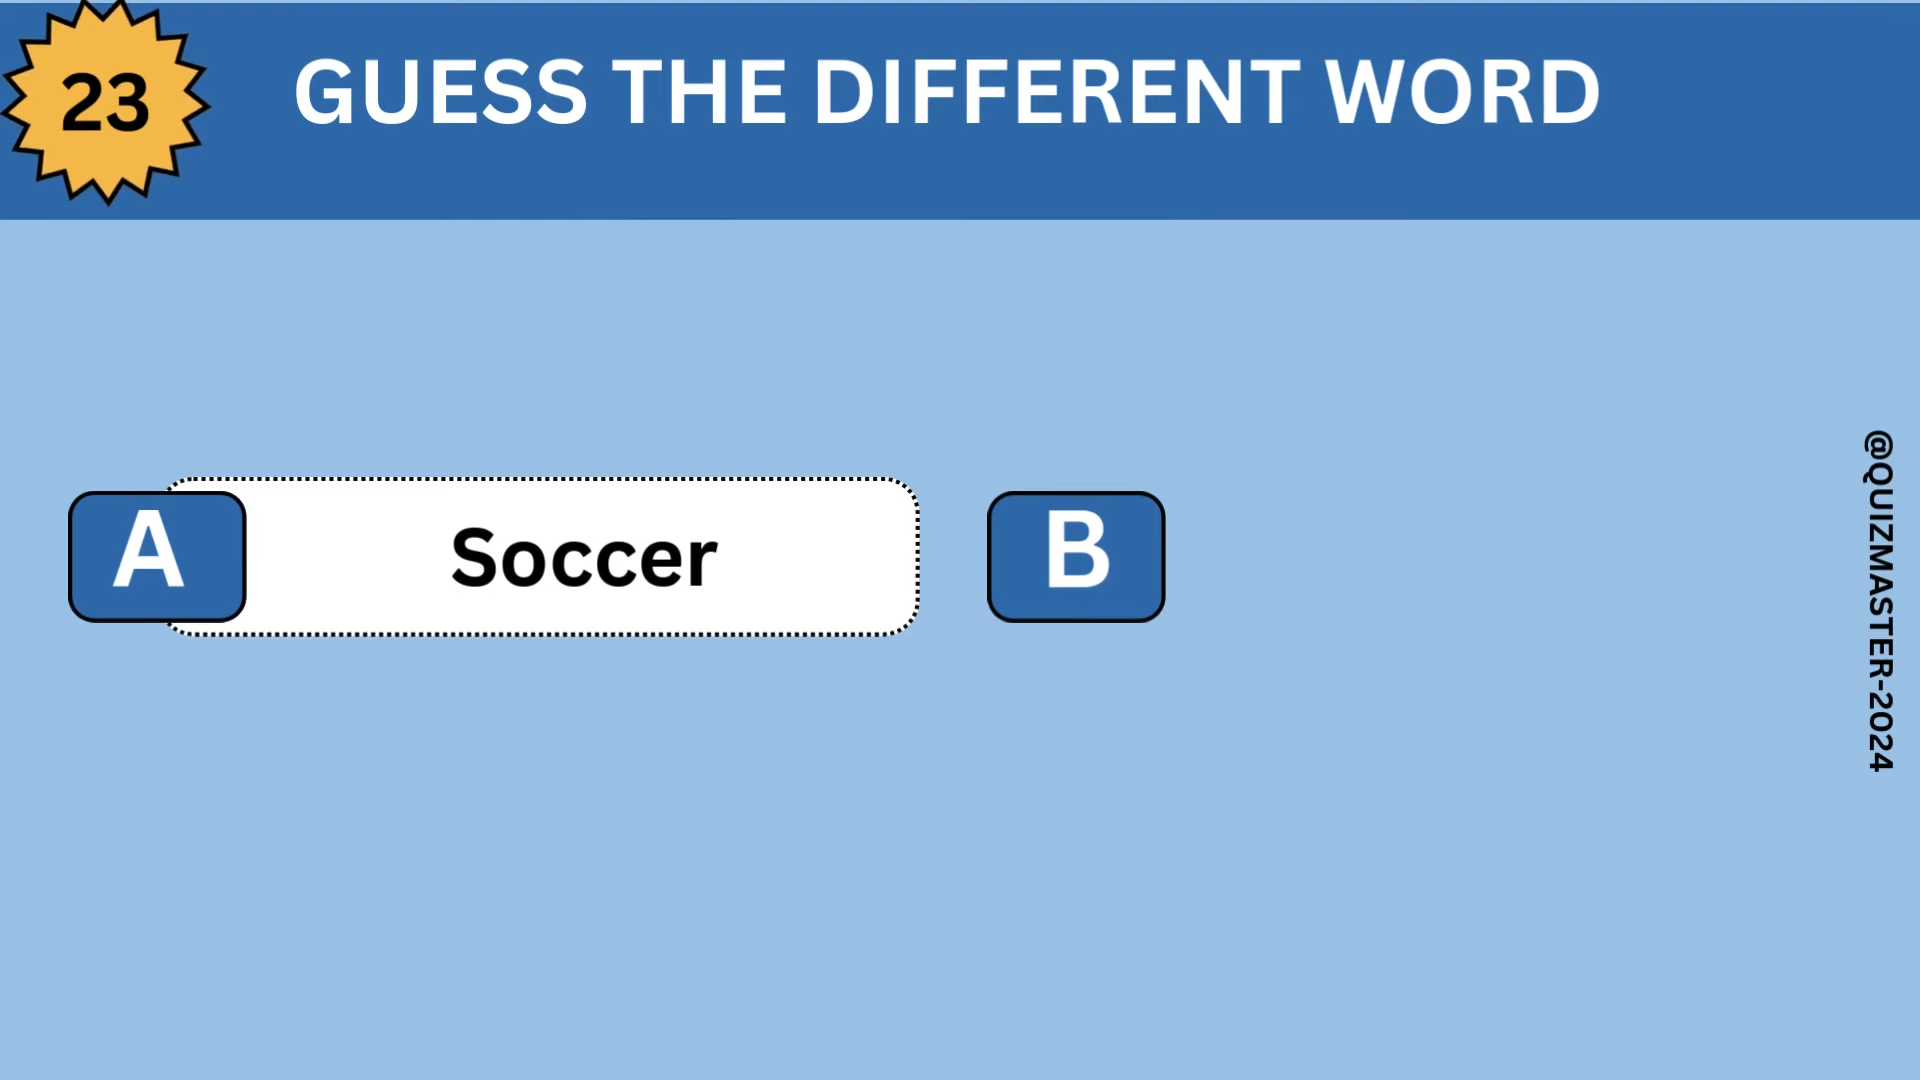 23
GUESS THE DIFFERENT WORD
A
Soccer
B
@QUIZMASTER-2024